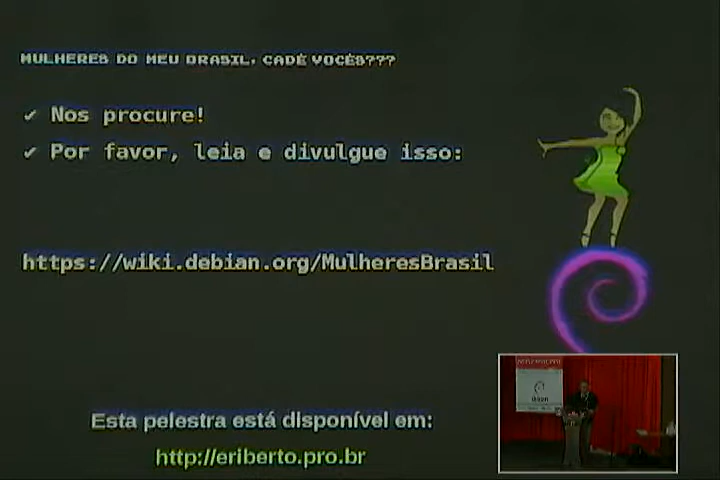 MULHERES DO MEU BRASIL, CADÊ VOCÊS???
✔ Nos procure!
✔ Por favor, leia e divulgue isso:
https://wiki.debian.org/MulheresBrasil
Esta pelestra está disponível em:
http://eriberto.pro.br
debian